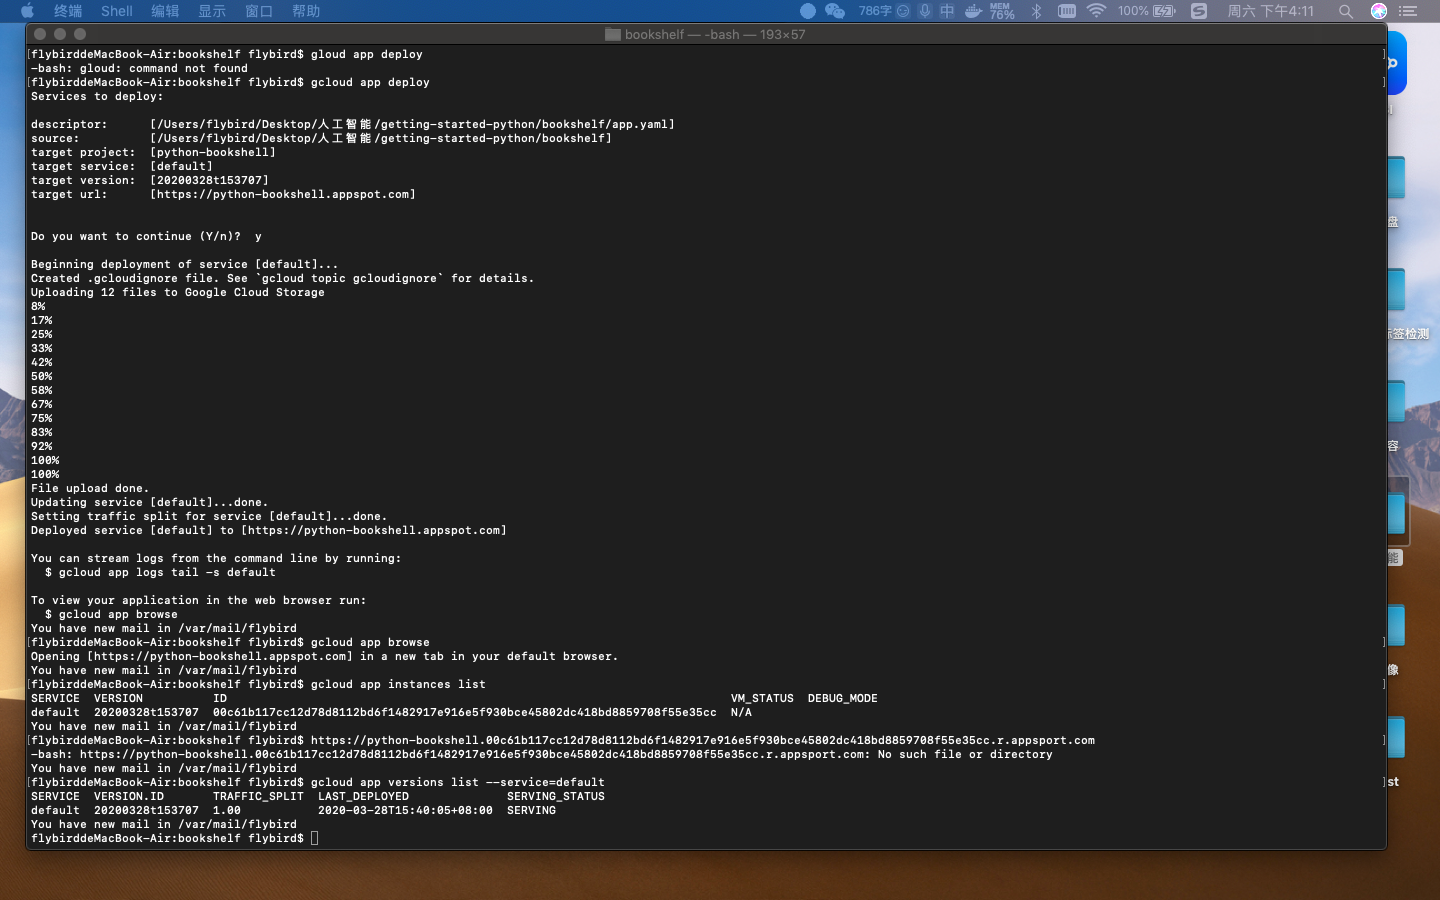 终端 Shell 编辑 显示 窗口 帮助 786字 中 MEM 76% 100% 周六 下午4:11
bookshelf — -bash — 193×57
flybirddeMacBook-Air:bookshelf flybird$ gloud app deploy
-bash: gloud: command not found
flybirddeMacBook-Air:bookshelf flybird$ gcloud app deploy
Services to deploy:
descriptor:      [/Users/flybird/Desktop/人工智能/getting-started-python/bookshelf/app.yaml]
source:          [/Users/flybird/Desktop/人工智能/getting-started-python/bookshelf]
target project:  [python-bookshell]
target service:  [default]
target version:  [20200328t153707]
target url:      [https://python-bookshell.appspot.com]
Do you want to continue (Y/n)?  y
Beginning deployment of service [default]...
Created .gcloudignore file. See `gcloud topic gcloudignore` for details.
Uploading 12 files to Google Cloud Storage
8%
17%
25%
33%
42%
50%
58%
67%
75%
83%
92%
100%
100%
File upload done.
Updating service [default]...done.
Setting traffic split for service [default]...done.
Deployed service [default] to [https://python-bookshell.appspot.com]
You can stream logs from the command line by running:
  $ gcloud app logs tail -s default
To view your application in the web browser run:
  $ gcloud app browse
You have new mail in /var/mail/flybird
flybirddeMacBook-Air:bookshelf flybird$ gcloud app browse
Opening [https://python-bookshell.appspot.com] in a new tab in your default browser.
You have new mail in /var/mail/flybird
flybirddeMacBook-Air:bookshelf flybird$ gcloud app instances list
SERVICE  VERSION          ID                                                                        VM_STATUS  DEBUG_MODE
default  20200328t153707  00c61b117cc12d78d8112bd6f1482917e916e5f930bce45802dc418bd8859708f55e35cc  N/A
You have new mail in /var/mail/flybird
flybirddeMacBook-Air:bookshelf flybird$ https://python-bookshell.00c61b117cc12d78d8112bd6f1482917e916e5f930bce45802dc418bd8859708f55e35cc.r.appsport.com
-bash: https://python-bookshell.00c61b117cc12d78d8112bd6f1482917e916e5f930bce45802dc418bd8859708f55e35cc.r.appsport.com: No such file or directory
You have new mail in /var/mail/flybird
flybirddeMacBook-Air:bookshelf flybird$ gcloud app versions list --service=default
SERVICE  VERSION.ID       TRAFFIC_SPLIT  LAST_DEPLOYED              SERVING_STATUS
default  20200328t153707  1.00           2020-03-28T15:40:05+08:00  SERVING
You have new mail in /var/mail/flybird
flybirddeMacBook-Air:bookshelf flybird$
盘
签检测
容
能
像
st